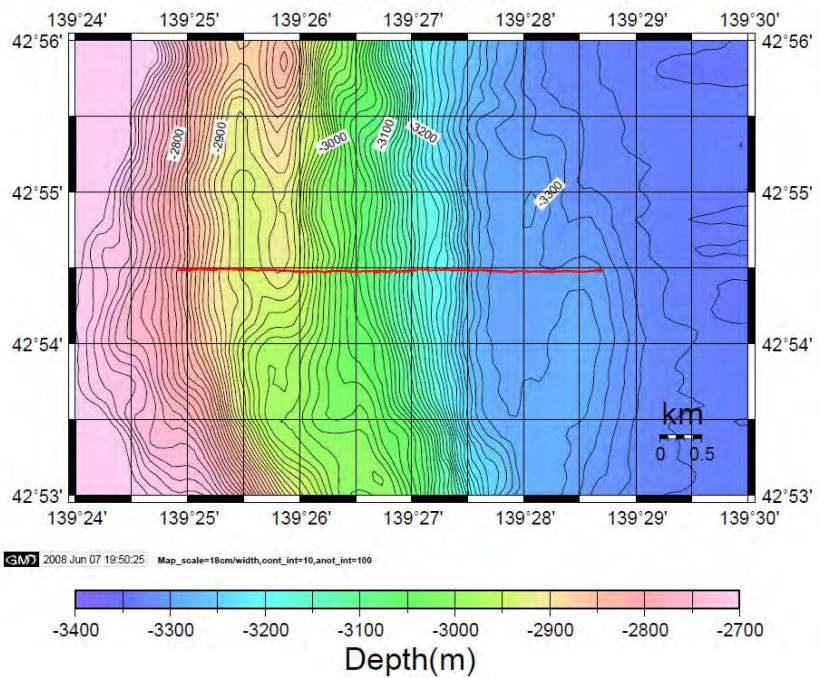 139°24' 139°25' 139°26' 139°27' 139°28' 139°29' 139°30'
42°56' 42°56'
-2800 -2900 -3000 -3100 -3200
42°55' 42°55'
-3300
42°54' 42°54'
km
0 0.5
42°53' 42°53'
139°24' 139°25' 139°26' 139°27' 139°28' 139°29' 139°30'
GMT 2008 Jun 07 19:50:25 Map_scale=18cm/width,cont_int=10,anot_int=100
-3400 -3300 -3200 -3100 -3000 -2900 -2800 -2700
Depth(m)